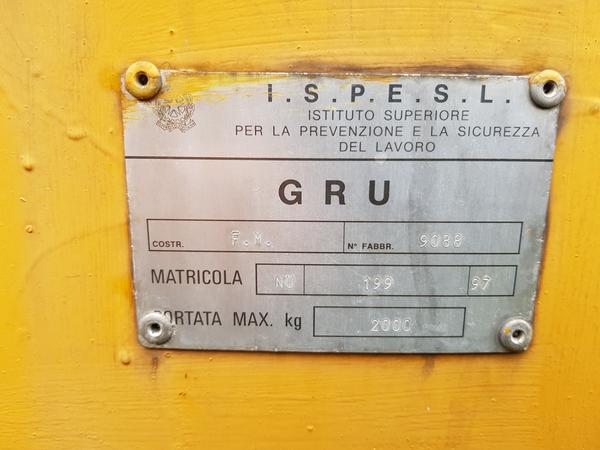 I.S.P.E.S.L.
ISTITUTO SUPERIORE
PER LA PREVENZIONE E LA SICUREZZA
DEL LAVORO
GRU
COSTR. F.M. N° FABBR. 9088
MATRICOLA NO 199 97
PORTATA MAX. kg 2000